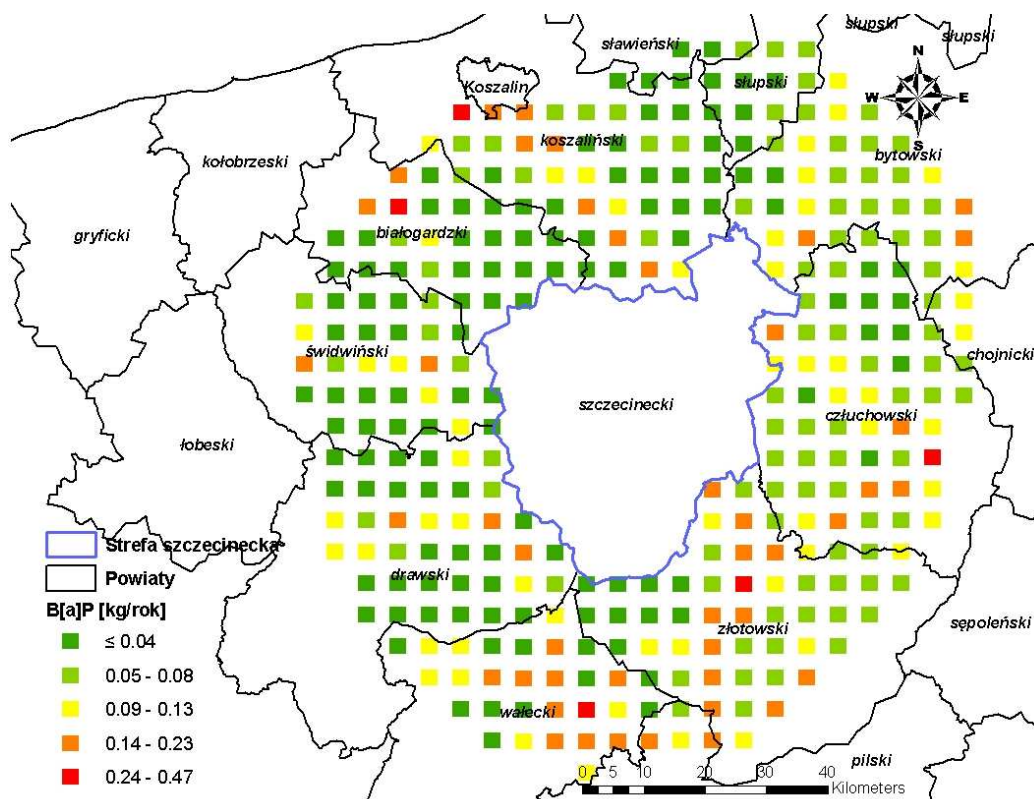 sławieński
słupski
słupski
N
Koszalin
słupski
W
E
S
koszaliński
bytowski
kołobrzeski
gryficki
białogardzki
świdwiński
chojnicki
szczecinecki
człuchowski
łobeski
Strefa szczecinecka
Powiaty
drawski
B[a]P [kg/rok]
≤ 0.04
złotowski
sępoleński
0.05 - 0.08
0.09 - 0.13
wałecki
0.14 - 0.23
pilski
0.24 - 0.47
0 5 10 20 30 40
Kilometers